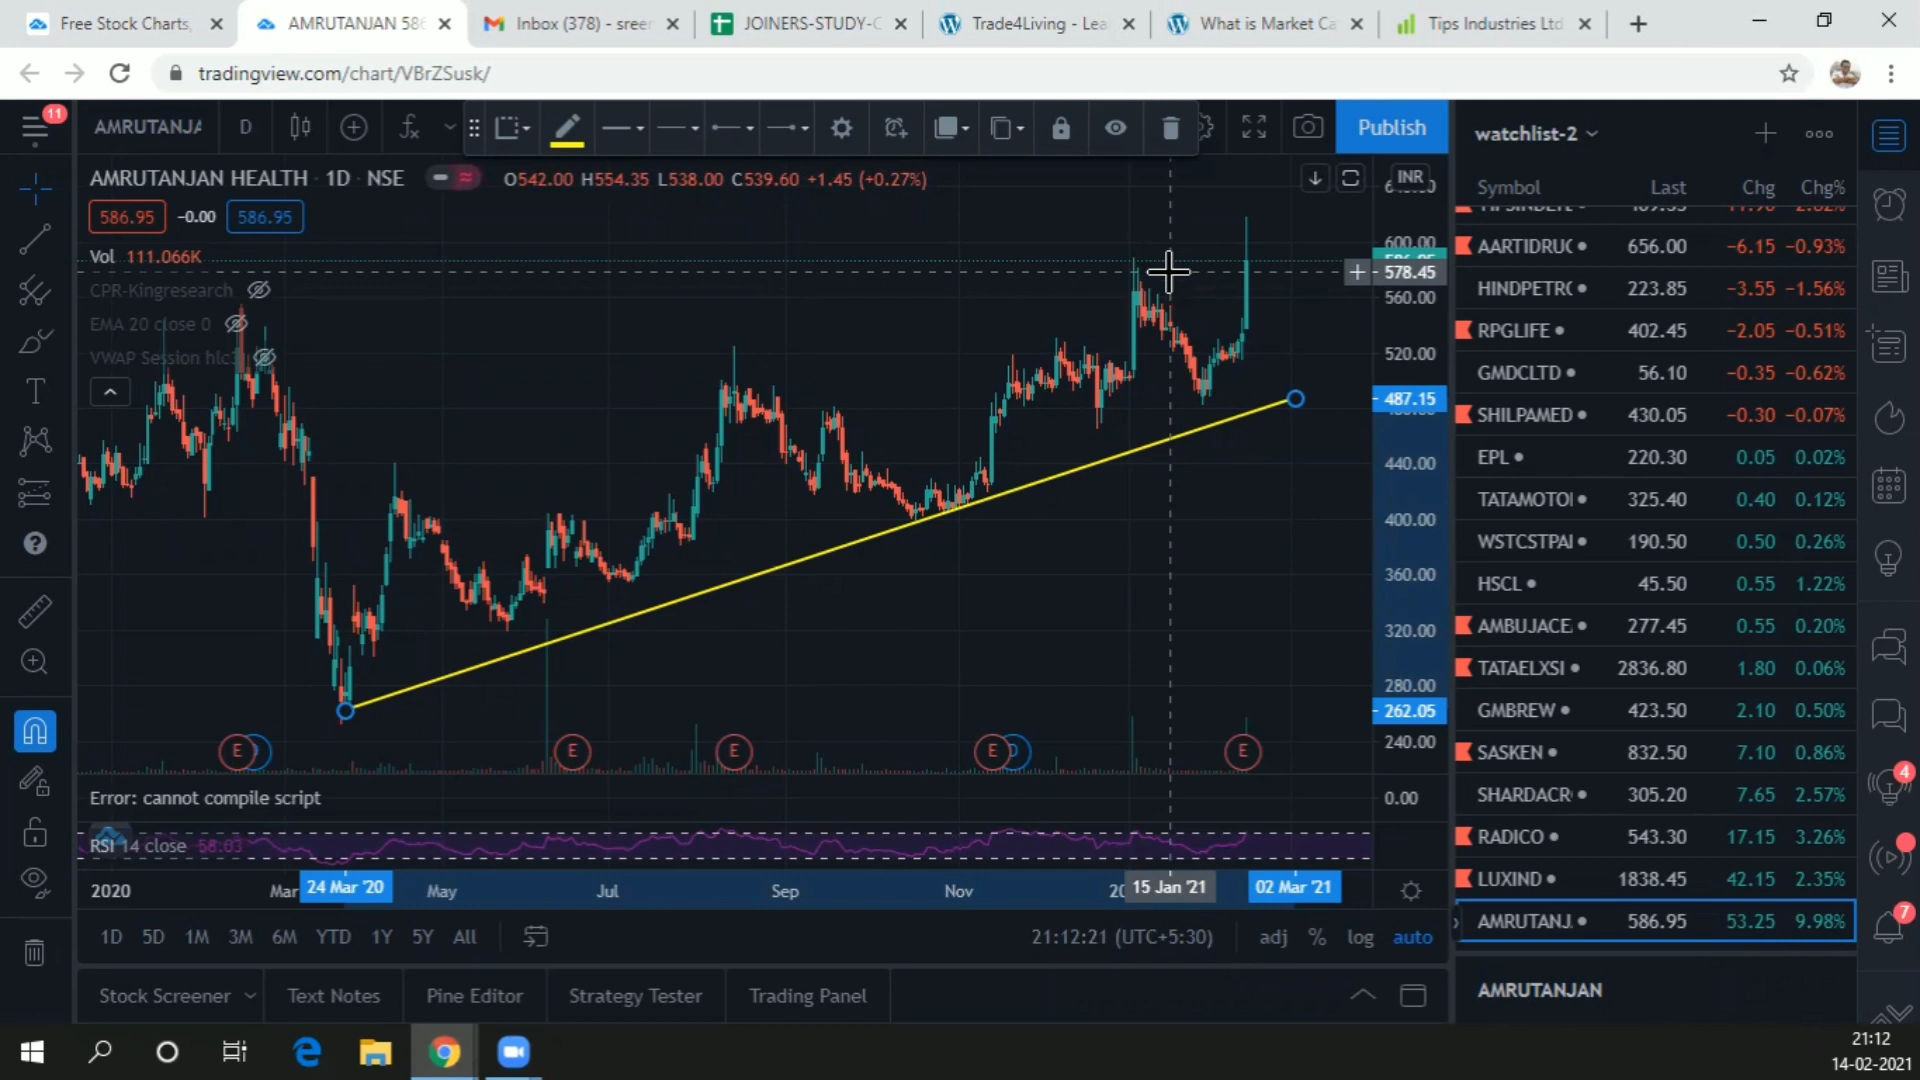 Free Stock Charts,
AMRUTANJAN 586
Inbox (378) - sreer
JOINERS-STUDY-C
Trade4Living - Lea
What is Market Ca
Tips Industries Ltd
tradingview.com/chart/VBrZSusk/
11
AMRUTANJA
D
Publish
watchlist-2
AMRUTANJAN HEALTH · 1D · NSE
O542.00 H554.35 L538.00 C539.60 +1.45 (+0.27%)
INR
Symbol Last Chg Chg%
586.95 -0.00 586.95
Vol 111.066K
CPR-Kingresearch
EMA 20 close 0
VWAP Session hlc3
600.00
578.45
560.00
520.00
487.15
440.00
400.00
360.00
320.00
280.00
262.05
240.00
0.00
AARTIDRUC 656.00 −6.15 −0.93%
HINDPETRC 223.85 −3.55 −1.56%
RPGLIFE 402.45 −2.05 −0.51%
GMDCLTD 56.10 −0.35 −0.62%
SHILPAMED 430.05 −0.30 −0.07%
EPL 220.30 0.05 0.02%
TATAMOTOI 325.40 0.40 0.12%
WSTCSTPAI 190.50 0.50 0.26%
HSCL 45.50 0.55 1.22%
AMBUJACE 277.45 0.55 0.20%
TATAELXSI 2836.80 1.80 0.06%
GMBREW 423.50 2.10 0.50%
SASKEN 832.50 7.10 0.86%
SHARDACR 305.20 7.65 2.57%
RADICO 543.30 17.15 3.26%
LUXIND 1838.45 42.15 2.35%
AMRUTANJ 586.95 53.25 9.98%
AMRUTANJAN
4
7
E E E E E
Error: cannot compile script
RSI 14 close 58.03
2020 Mar 24 Mar '20 May Jul Sep Nov 20 15 Jan '21 02 Mar '21
1D 5D 1M 3M 6M YTD 1Y 5Y All
21:12:21 (UTC+5:30) adj % log auto
Stock Screener Text Notes Pine Editor Strategy Tester Trading Panel
21:12
14-02-2021